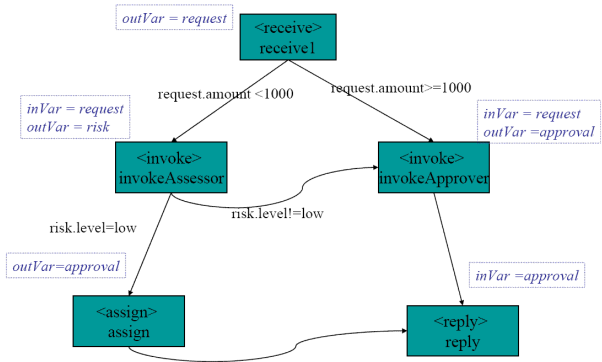 outVar = request
<receive>
receive1
request.amount <1000
request.amount>=1000
inVar = request
outVar = risk
inVar = request
outVar =approval
<invoke>
invokeAssessor
<invoke>
invokeApprover
risk.level!=low
risk.level=low
outVar=approval
inVar =approval
<assign>
assign
<reply>
reply